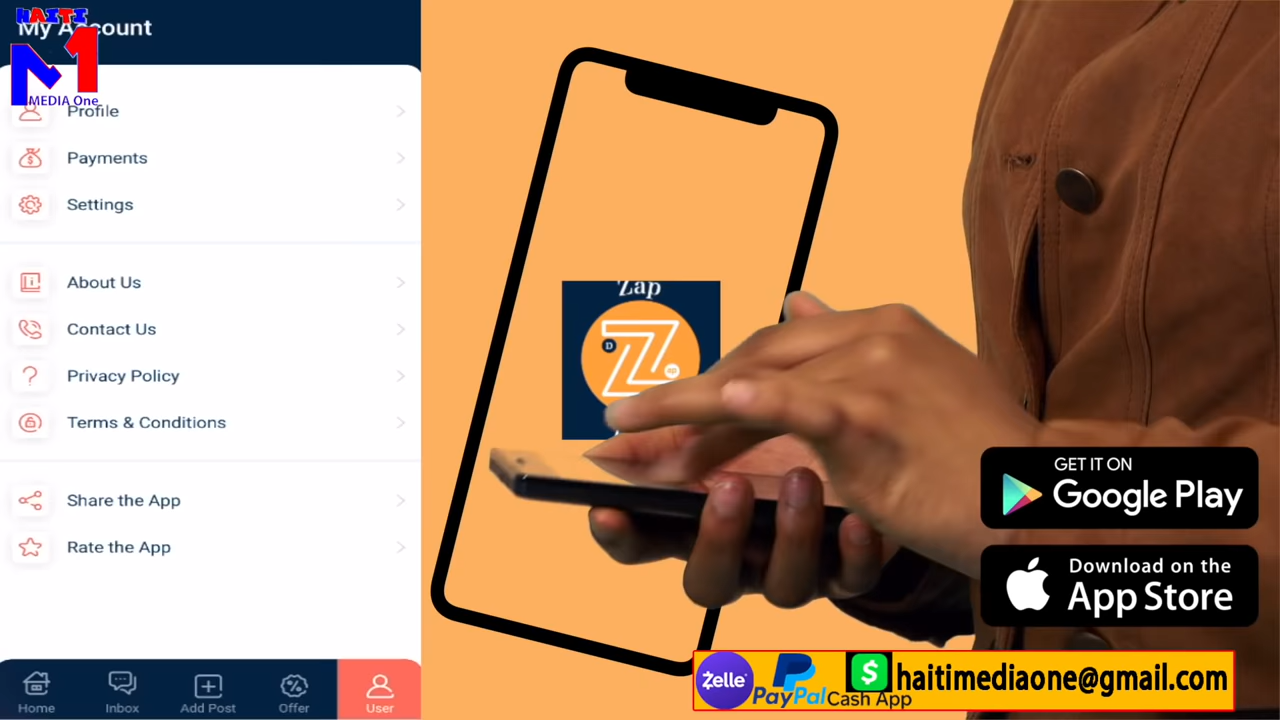 HAITI
My Account
M1
MEDIA One
Profile
Payments
Settings
About Us
Contact Us
Privacy Policy
Terms & Conditions
Share the App
Rate the App
Home
Inbox
Add Post
Offer
User
Zap
D
Z
zap
GET IT ON
Google Play
Download on the
App Store
Zelle
PayPal
$
Cash App
haitimediaone@gmail.com